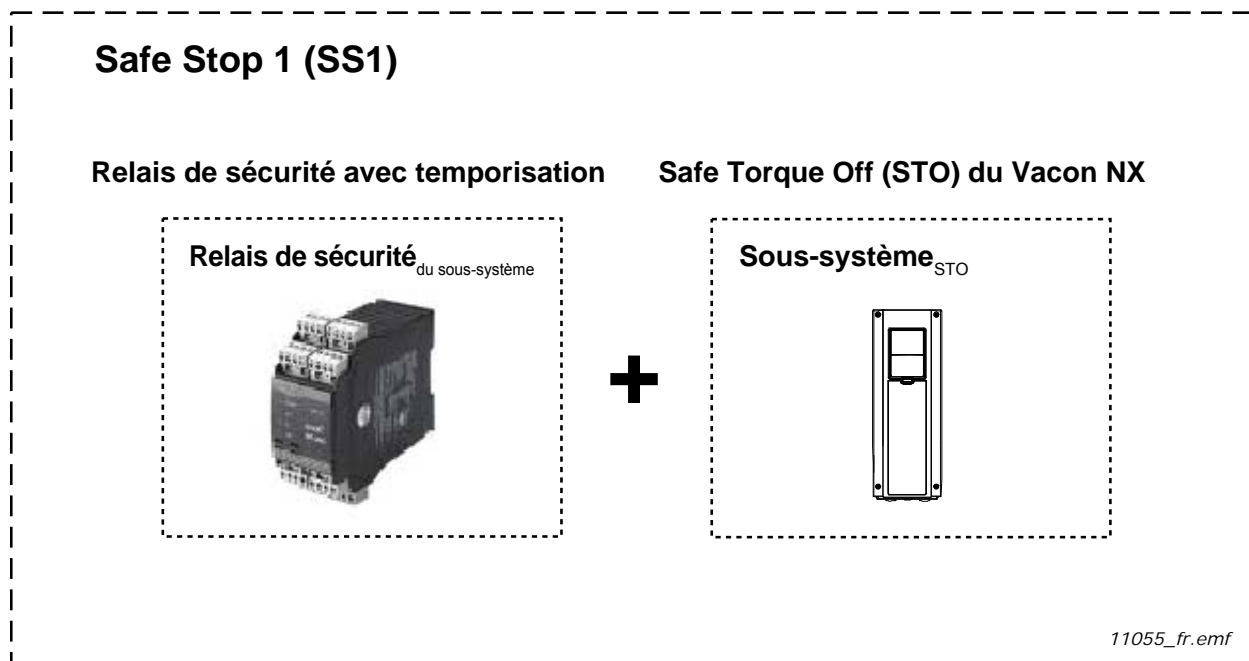 Safe Stop 1 (SS1)
Relais de sécurité avec temporisation
Safe Torque Off (STO) du Vacon NX
Relais de sécurité du sous-système
Sous-système STO
11055_fr.emf